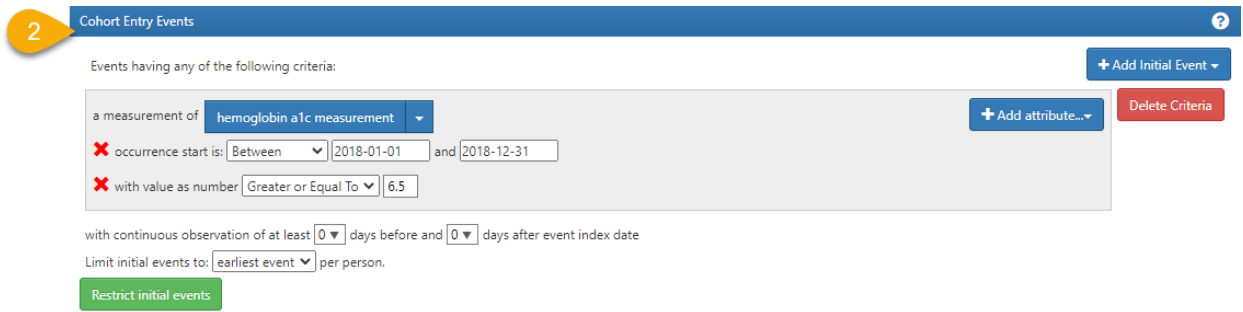 2
Cohort Entry Events ?
Events having any of the following criteria: + Add Initial Event
a measurement of hemoglobin a1c measurement + Add attribute... Delete Criteria
occurrence start is: Between 2018-01-01 and 2018-12-31
with value as number Greater or Equal To 6.5
with continuous observation of at least 0 days before and 0 days after event index date
Limit initial events to: earliest event per person.
Restrict initial events